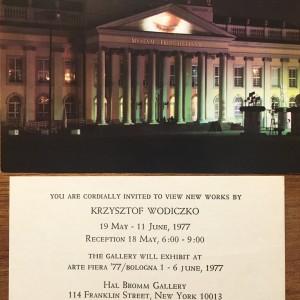 MUSEUM FRIDERICIANUM
YOU ARE CORDIALLY INVITED TO VIEW NEW WORKS BY
KRZYSZTOF WODICZKO
19 MAY - 11 JUNE, 1977
RECEPTION 18 MAY, 6:00 - 9:00
THE GALLERY WILL EXHIBIT AT
ARTE FIERA '77/BOLOGNA 1 - 6 JUNE, 1977
HAL BROMM GALLERY
114 FRANKLIN STREET, NEW YORK 10013